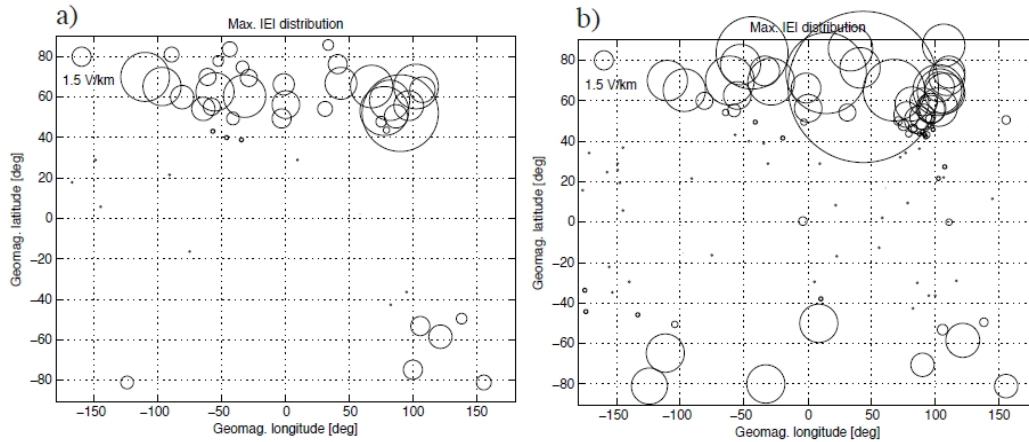 a)
Max. IEI distribution
80
60
40
20
0
−20
−40
−60
−80
1.5 V/km
Geomag. latitude [deg]
−150 −100 −50 0 50 100 150
Geomag. longitude [deg]
b)
Max. IEI distribution
80
60
40
20
0
−20
−40
−60
−80
1.5 V/km
Geomag. latitude [deg]
−150 −100 −50 0 50 100 150
Geomag. longitude [deg]